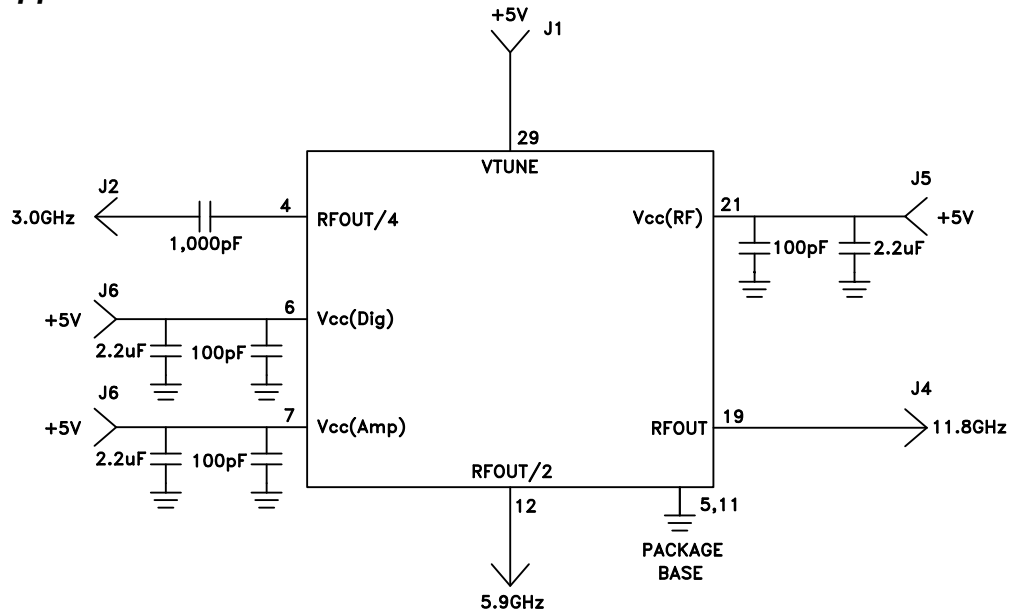 +5V
J1
29
VTUNE
J2
3.0GHz
1,000pF
4
RFOUT/4
J6
+5V
2.2uF
100pF
6
Vcc(Dig)
J6
+5V
2.2uF
100pF
7
Vcc(Amp)
Vcc(RF)
21
J5
+5V
100pF
2.2uF
RFOUT
19
J4
11.8GHz
RFOUT/2
12
5.9GHz
5,11
PACKAGE
BASE